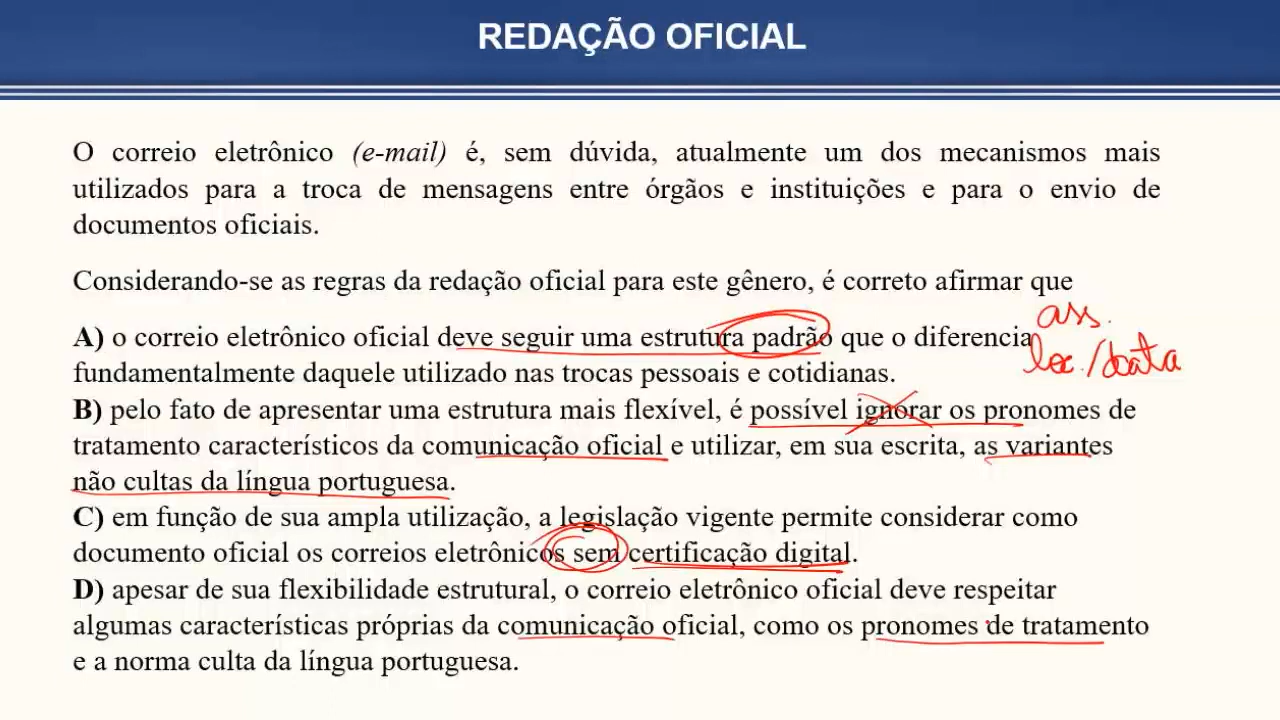 REDAÇÃO OFICIAL
O correio eletrônico (e-mail) é, sem dúvida, atualmente um dos mecanismos mais
utilizados para a troca de mensagens entre órgãos e instituições e para o envio de
documentos oficiais.
Considerando-se as regras da redação oficial para este gênero, é correto afirmar que
ass.
A) o correio eletrônico oficial deve seguir uma estrutura padrão que o diferencia
loc./data
fundamentalmente daquele utilizado nas trocas pessoais e cotidianas.
B) pelo fato de apresentar uma estrutura mais flexível, é possível ignorar os pronomes de
tratamento característicos da comunicação oficial e utilizar, em sua escrita, as variantes
não cultas da língua portuguesa.
C) em função de sua ampla utilização, a legislação vigente permite considerar como
documento oficial os correios eletrônicos sem certificação digital.
D) apesar de sua flexibilidade estrutural, o correio eletrônico oficial deve respeitar
algumas características próprias da comunicação oficial, como os pronomes de tratamento
e a norma culta da língua portuguesa.